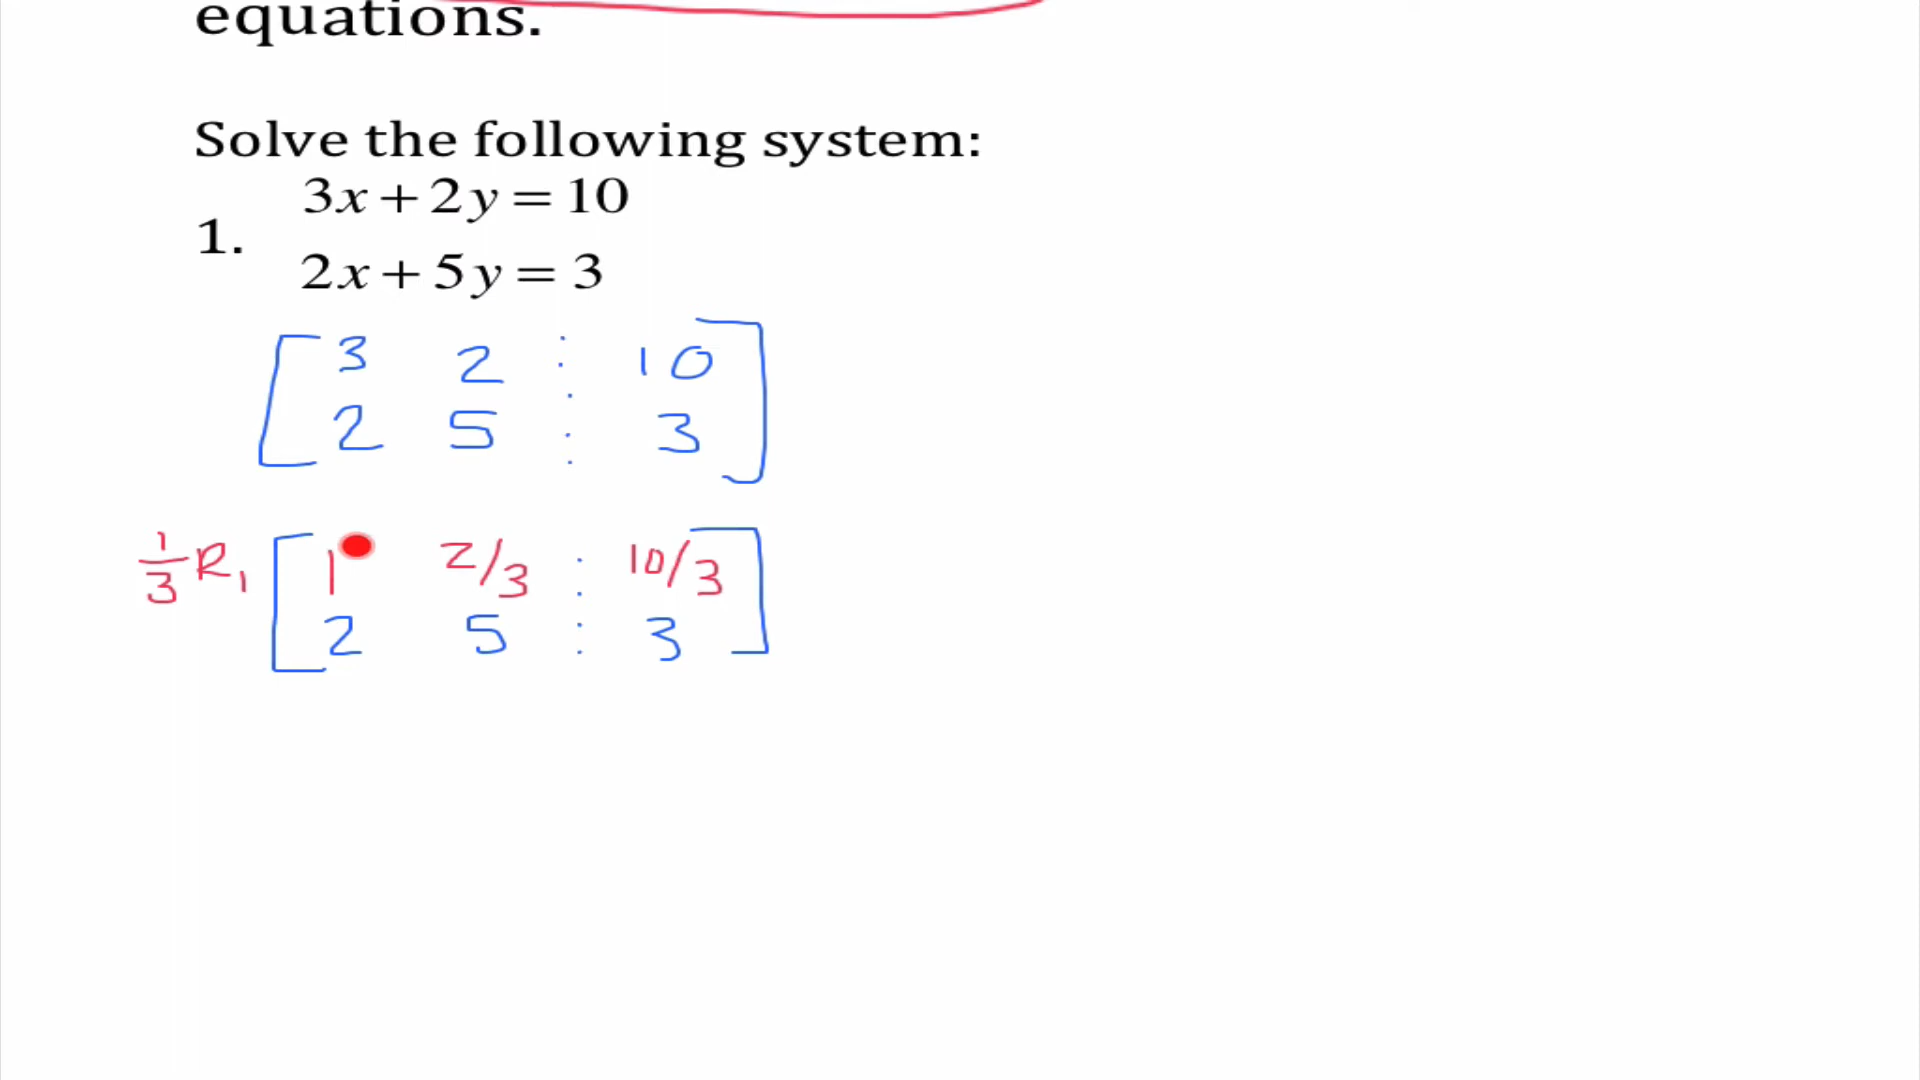 equations.
Solve the following system:
1. 3x + 2y = 10
2x + 5y = 3
[ 3 2 ⋮ 10 ]
[ 2 5 ⋮ 3 ]
1/3 R₁ [ 1 2/3 ⋮ 10/3 ]
[ 2 5 ⋮ 3 ]